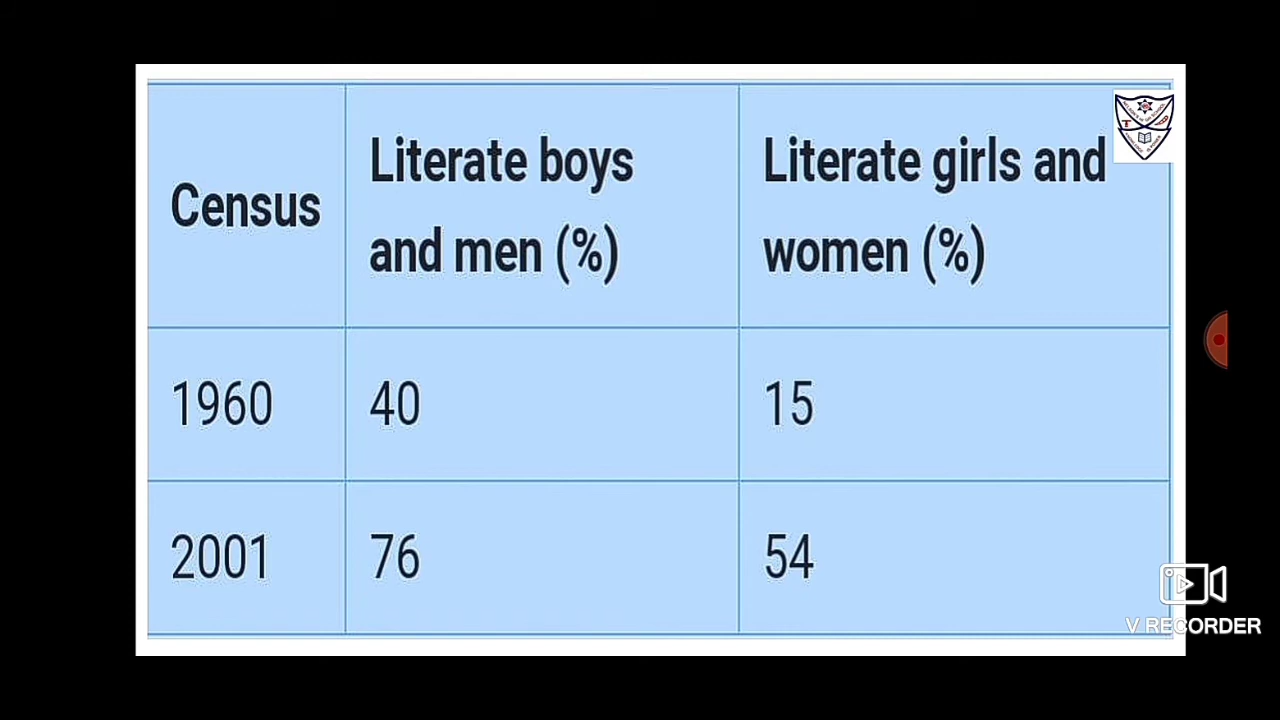 Census
Literate boys
and men (%)
Literate girls and
women (%)
1960
40
15
2001
76
54
V RECORDER